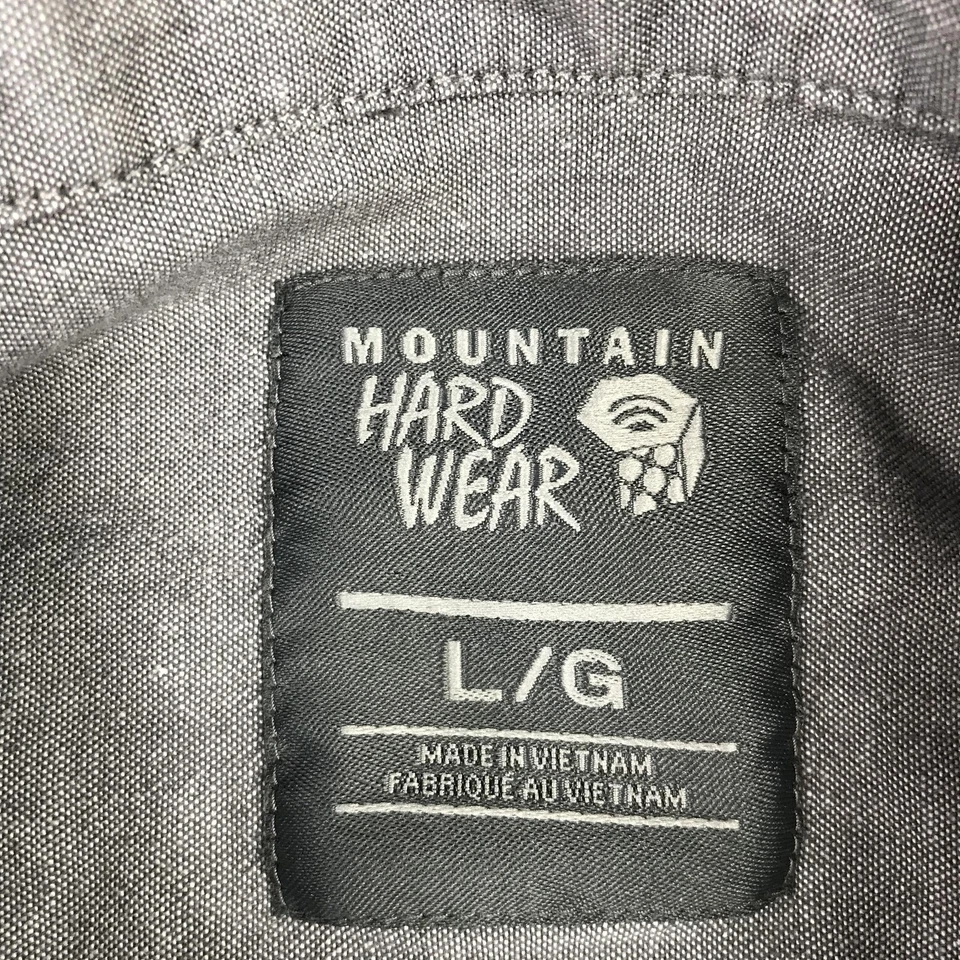 MOUNTAIN
HARD
WEAR
L/G
MADE IN VIETNAM
FABRIQUÉ AU VIETNAM